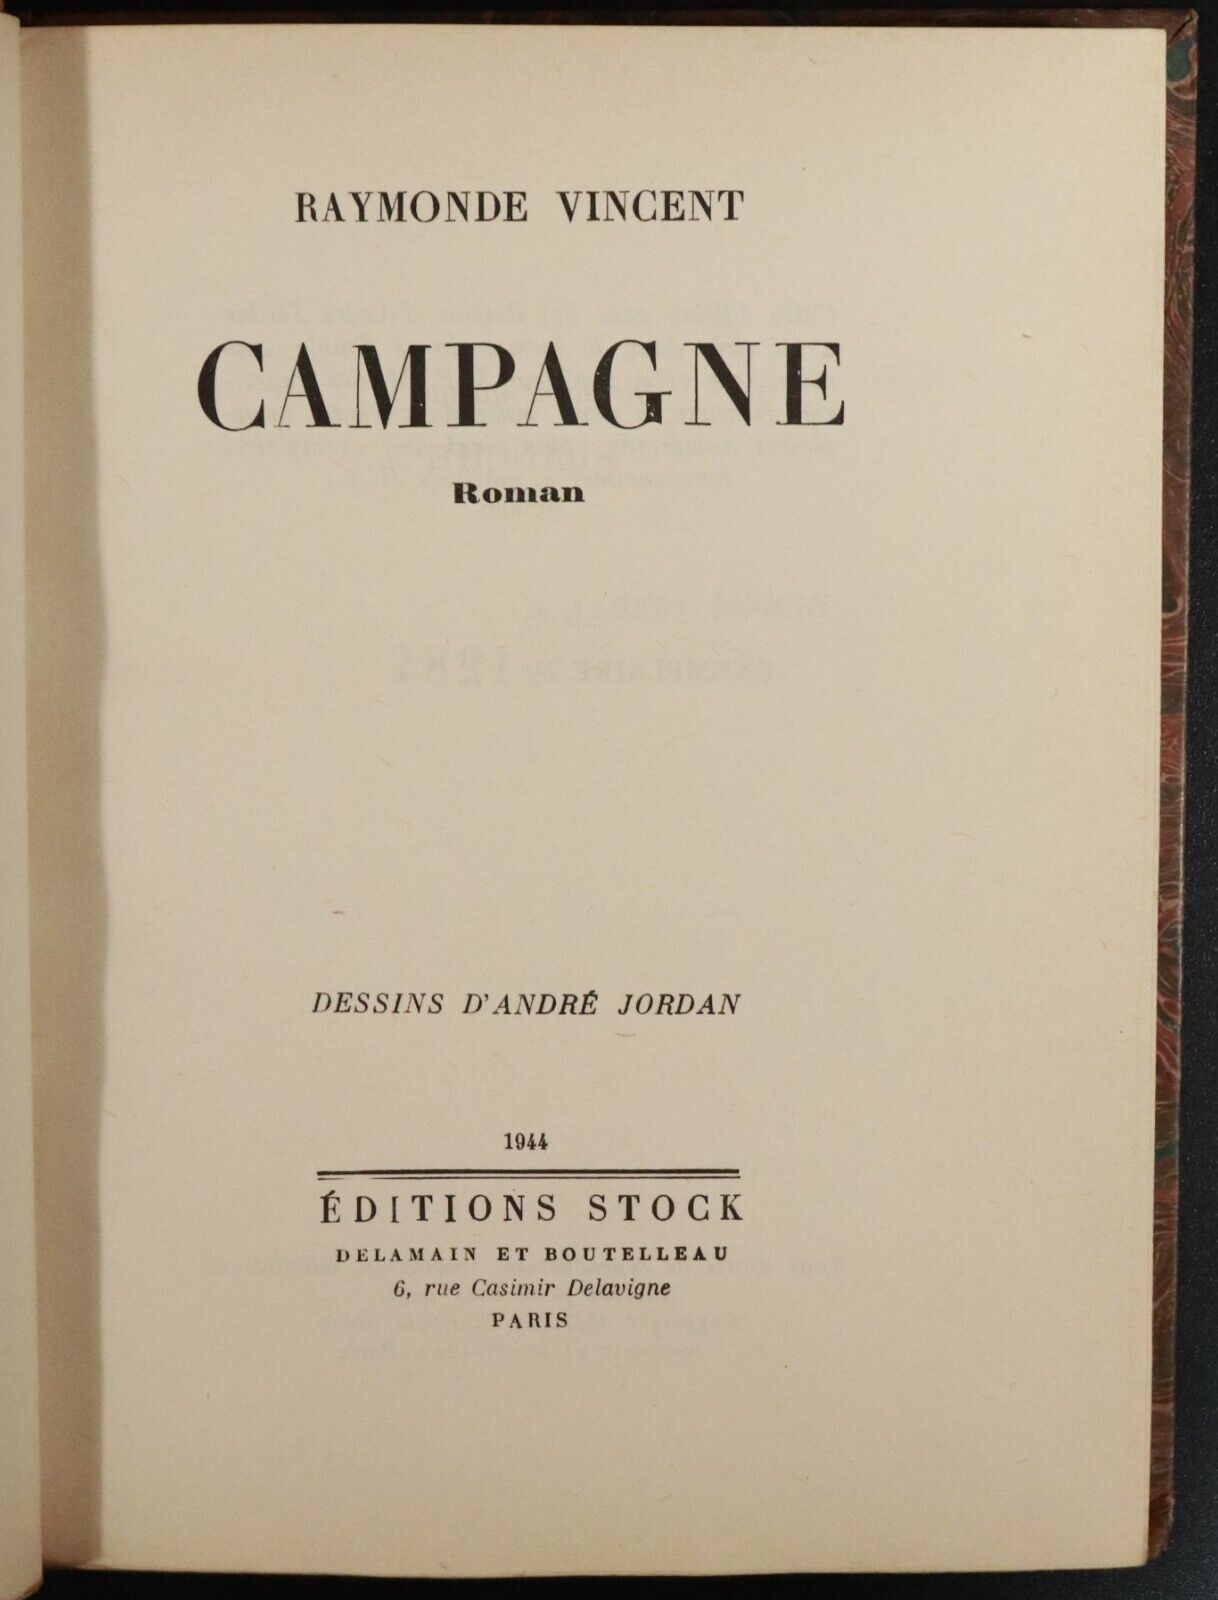 RAYMONDE VINCENT
CAMPAGNE
Roman
DESSINS D'ANDRÉ JORDAN
1944
ÉDITIONS STOCK
DELAMAIN ET BOUTELLEAU
6, rue Casimir Delavigne
PARIS